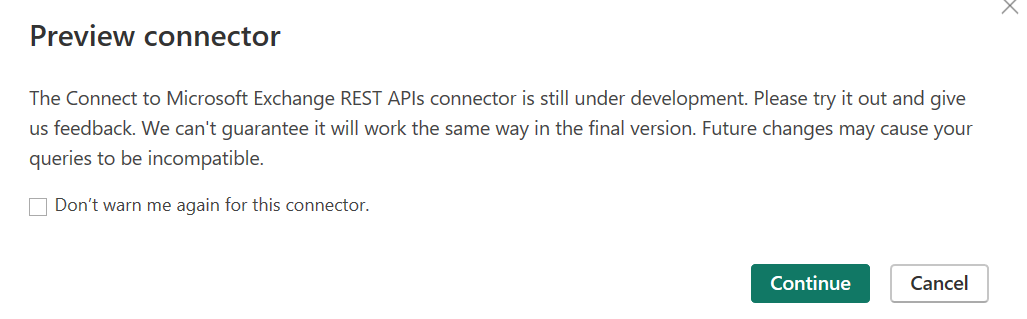 Preview connector
The Connect to Microsoft Exchange REST APIs connector is still under development. Please try it out and give
us feedback. We can't guarantee it will work the same way in the final version. Future changes may cause your
queries to be incompatible.
Don’t warn me again for this connector.
Continue Cancel